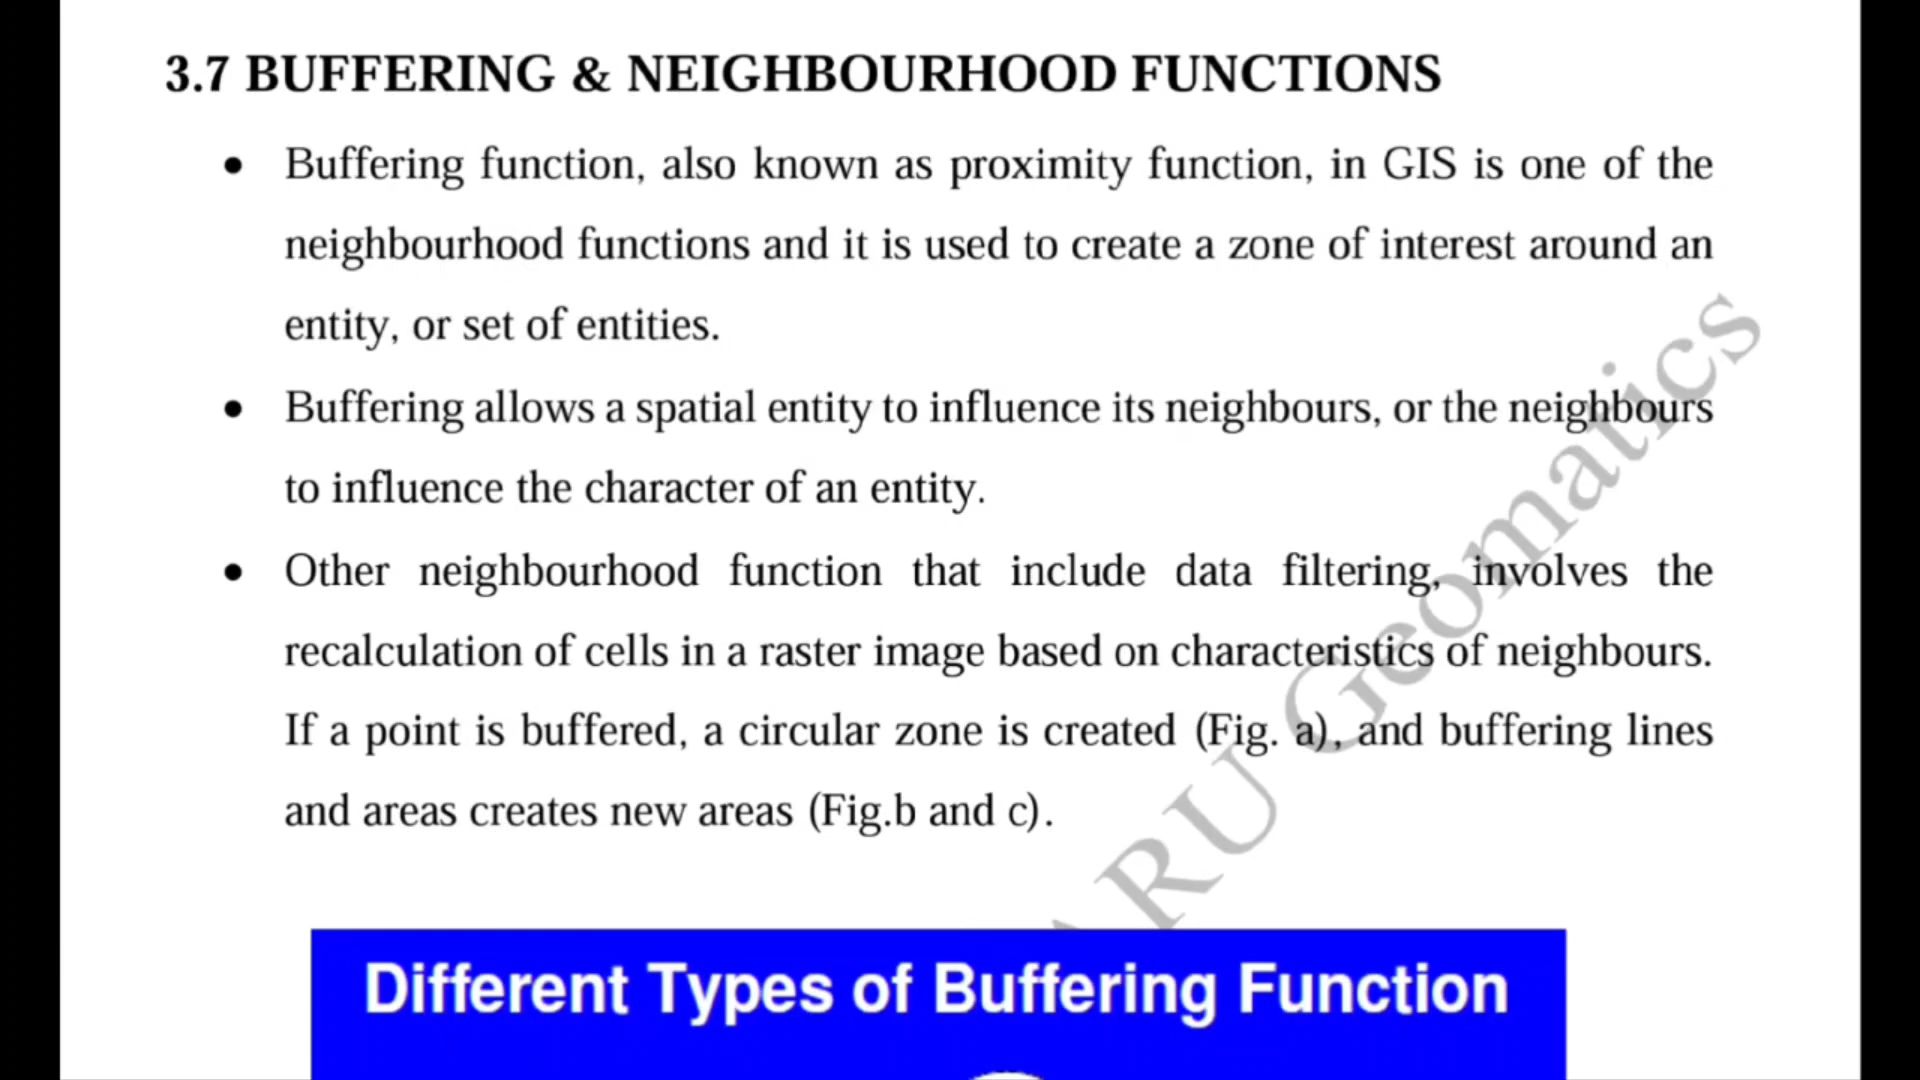 3.7 BUFFERING & NEIGHBOURHOOD FUNCTIONS
• Buffering function, also known as proximity function, in GIS is one of the
neighbourhood functions and it is used to create a zone of interest around an
entity, or set of entities.
• Buffering allows a spatial entity to influence its neighbours, or the neighbours
to influence the character of an entity.
• Other neighbourhood function that include data filtering, involves the
recalculation of cells in a raster image based on characteristics of neighbours.
If a point is buffered, a circular zone is created (Fig. a), and buffering lines
and areas creates new areas (Fig.b and c).
RU Geomatics
Different Types of Buffering Function